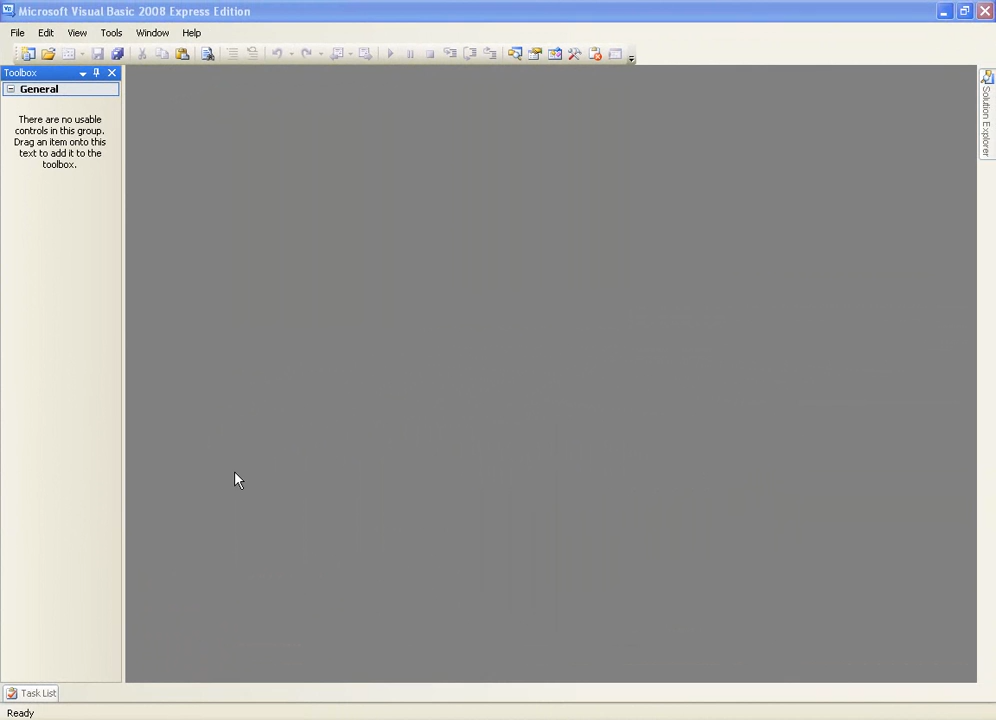 Microsoft Visual Basic 2008 Express Edition
File Edit View Tools Window Help
Toolbox
General
There are no usable
controls in this group.
Drag an item onto this
text to add it to the
toolbox.
Solution Explorer
Task List
Ready